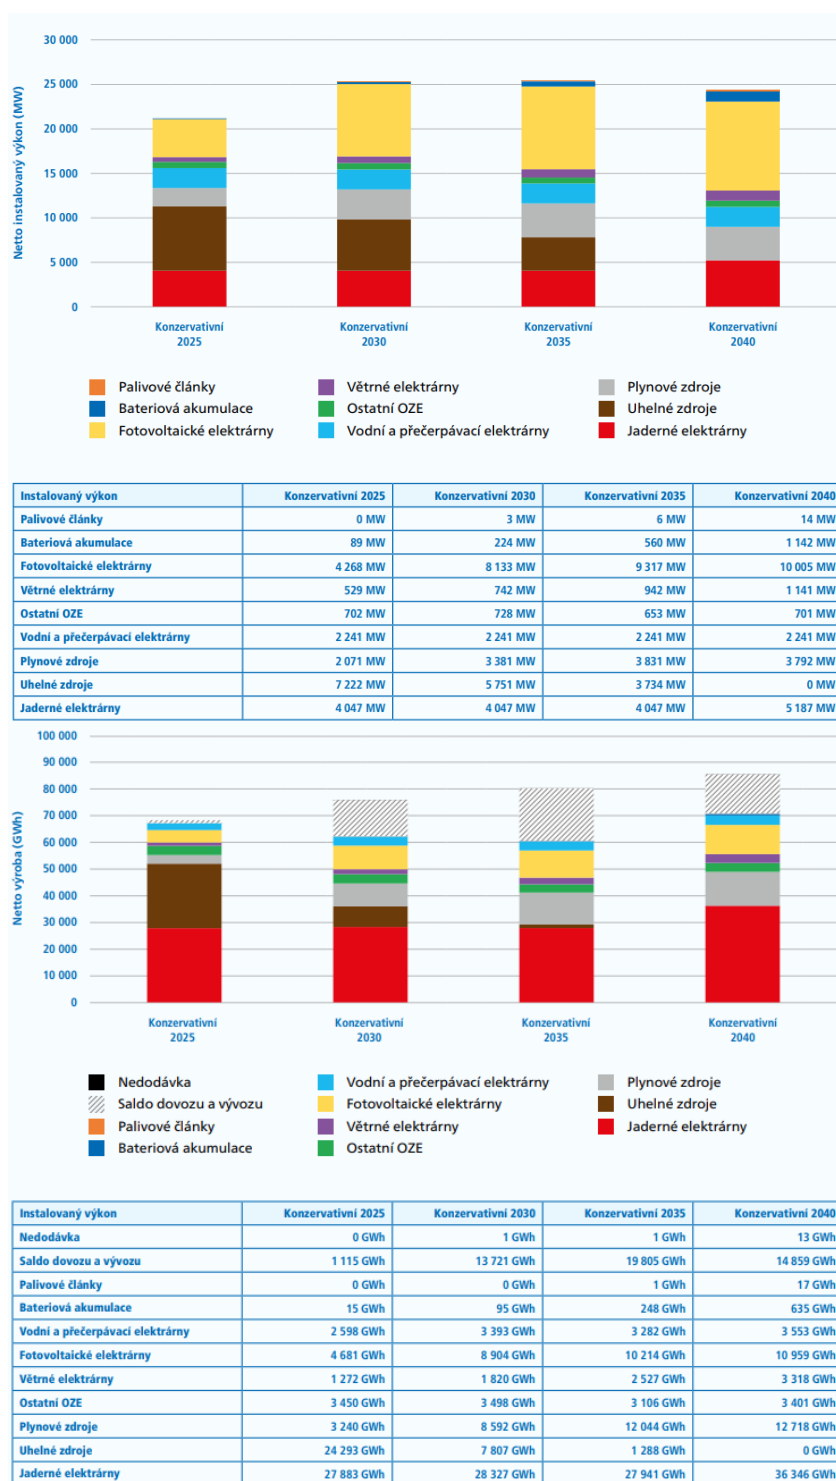 30 000
25 000
20 000
15 000
10 000
5 000
0
Netto instalovaný výkon (MW)
Konzervativní 2025
Konzervativní 2030
Konzervativní 2035
Konzervativní 2040
Palivové články
Bateriová akumulace
Fotovoltaické elektrárny
Větrné elektrárny
Ostatní OZE
Vodní a přečerpávací elektrárny
Plynové zdroje
Uhelné zdroje
Jaderné elektrárny
Instalovaný výkon Konzervativní 2025 Konzervativní 2030 Konzervativní 2035 Konzervativní 2040
Palivové články 0 MW 3 MW 6 MW 14 MW
Bateriová akumulace 89 MW 224 MW 560 MW 1 142 MW
Fotovoltaické elektrárny 4 268 MW 8 133 MW 9 317 MW 10 005 MW
Větrné elektrárny 529 MW 742 MW 942 MW 1 141 MW
Ostatní OZE 702 MW 728 MW 653 MW 701 MW
Vodní a přečerpávací elektrárny 2 241 MW 2 241 MW 2 241 MW 2 241 MW
Plynové zdroje 2 071 MW 3 381 MW 3 831 MW 3 792 MW
Uhelné zdroje 7 222 MW 5 751 MW 3 734 MW 0 MW
Jaderné elektrárny 4 047 MW 4 047 MW 4 047 MW 5 187 MW
100 000
90 000
80 000
70 000
60 000
50 000
40 000
30 000
20 000
10 000
0
Netto výroba (GWh)
Konzervativní 2025
Konzervativní 2030
Konzervativní 2035
Konzervativní 2040
Nedodávka
Saldo dovozu a vývozu
Palivové články
Bateriová akumulace
Vodní a přečerpávací elektrárny
Fotovoltaické elektrárny
Větrné elektrárny
Ostatní OZE
Plynové zdroje
Uhelné zdroje
Jaderné elektrárny
Instalovaný výkon Konzervativní 2025 Konzervativní 2030 Konzervativní 2035 Konzervativní 2040
Nedodávka 0 GWh 1 GWh 1 GWh 13 GWh
Saldo dovozu a vývozu 1 115 GWh 13 721 GWh 19 805 GWh 14 859 GWh
Palivové články 0 GWh 0 GWh 1 GWh 17 GWh
Bateriová akumulace 15 GWh 95 GWh 248 GWh 635 GWh
Vodní a přečerpávací elektrárny 2 598 GWh 3 393 GWh 3 282 GWh 3 553 GWh
Fotovoltaické elektrárny 4 681 GWh 8 904 GWh 10 214 GWh 10 959 GWh
Větrné elektrárny 1 272 GWh 1 820 GWh 2 527 GWh 3 318 GWh
Ostatní OZE 3 450 GWh 3 498 GWh 3 106 GWh 3 401 GWh
Plynové zdroje 3 240 GWh 8 592 GWh 12 044 GWh 12 718 GWh
Uhelné zdroje 24 293 GWh 7 807 GWh 1 288 GWh 0 GWh
Jaderné elektrárny 27 883 GWh 28 327 GWh 27 941 GWh 36 346 GWh